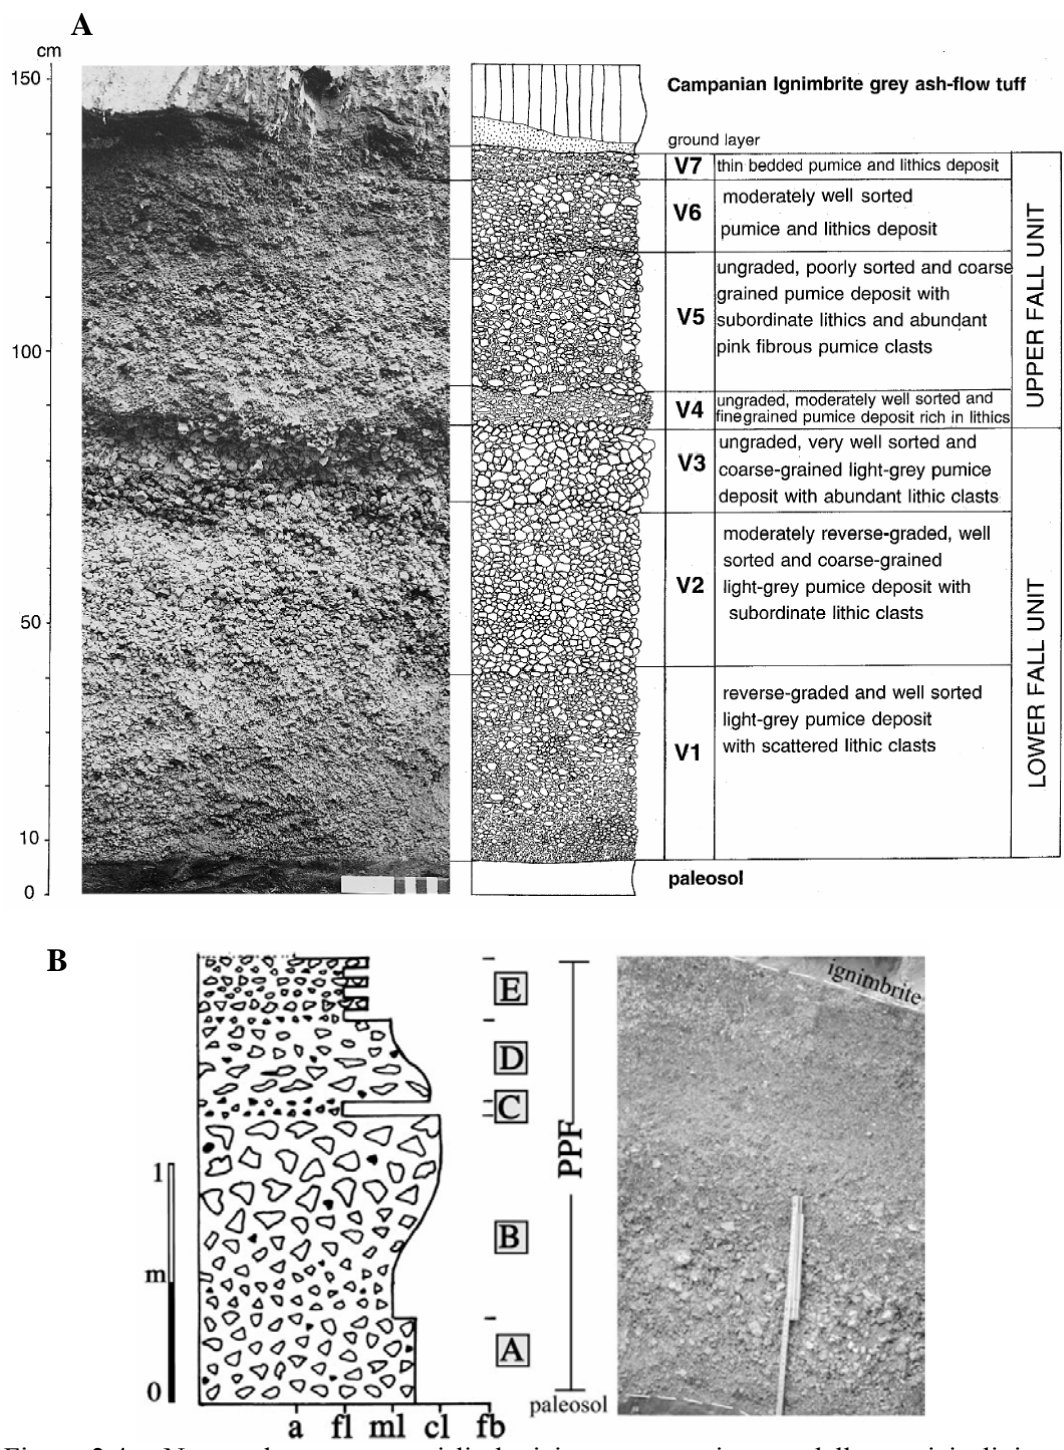 A
cm
150
100
50
10
0
Campanian Ignimbrite grey ash-flow tuff
ground layer
V7 thin bedded pumice and lithics deposit
V6
moderately well sorted
pumice and lithics deposit
V5
ungraded, poorly sorted and coarse
grained pumice deposit with
subordinate lithics and abundant
pink fibrous pumice clasts
V4
ungraded, moderately well sorted and
finegrained pumice deposit rich in lithics
V3
ungraded, very well sorted and
coarse-grained light-grey pumice
deposit with abundant lithic clasts
V2
moderately reverse-graded, well
sorted and coarse-grained
light-grey pumice deposit with
subordinate lithic clasts
V1
reverse-graded and well sorted
light-grey pumice deposit
with scattered lithic clasts
UPPER FALL UNIT
LOWER FALL UNIT
paleosol
B
1
m
0
E
D
C
B
A
PPF
paleosol
a fl ml cl fb
ignimbrite